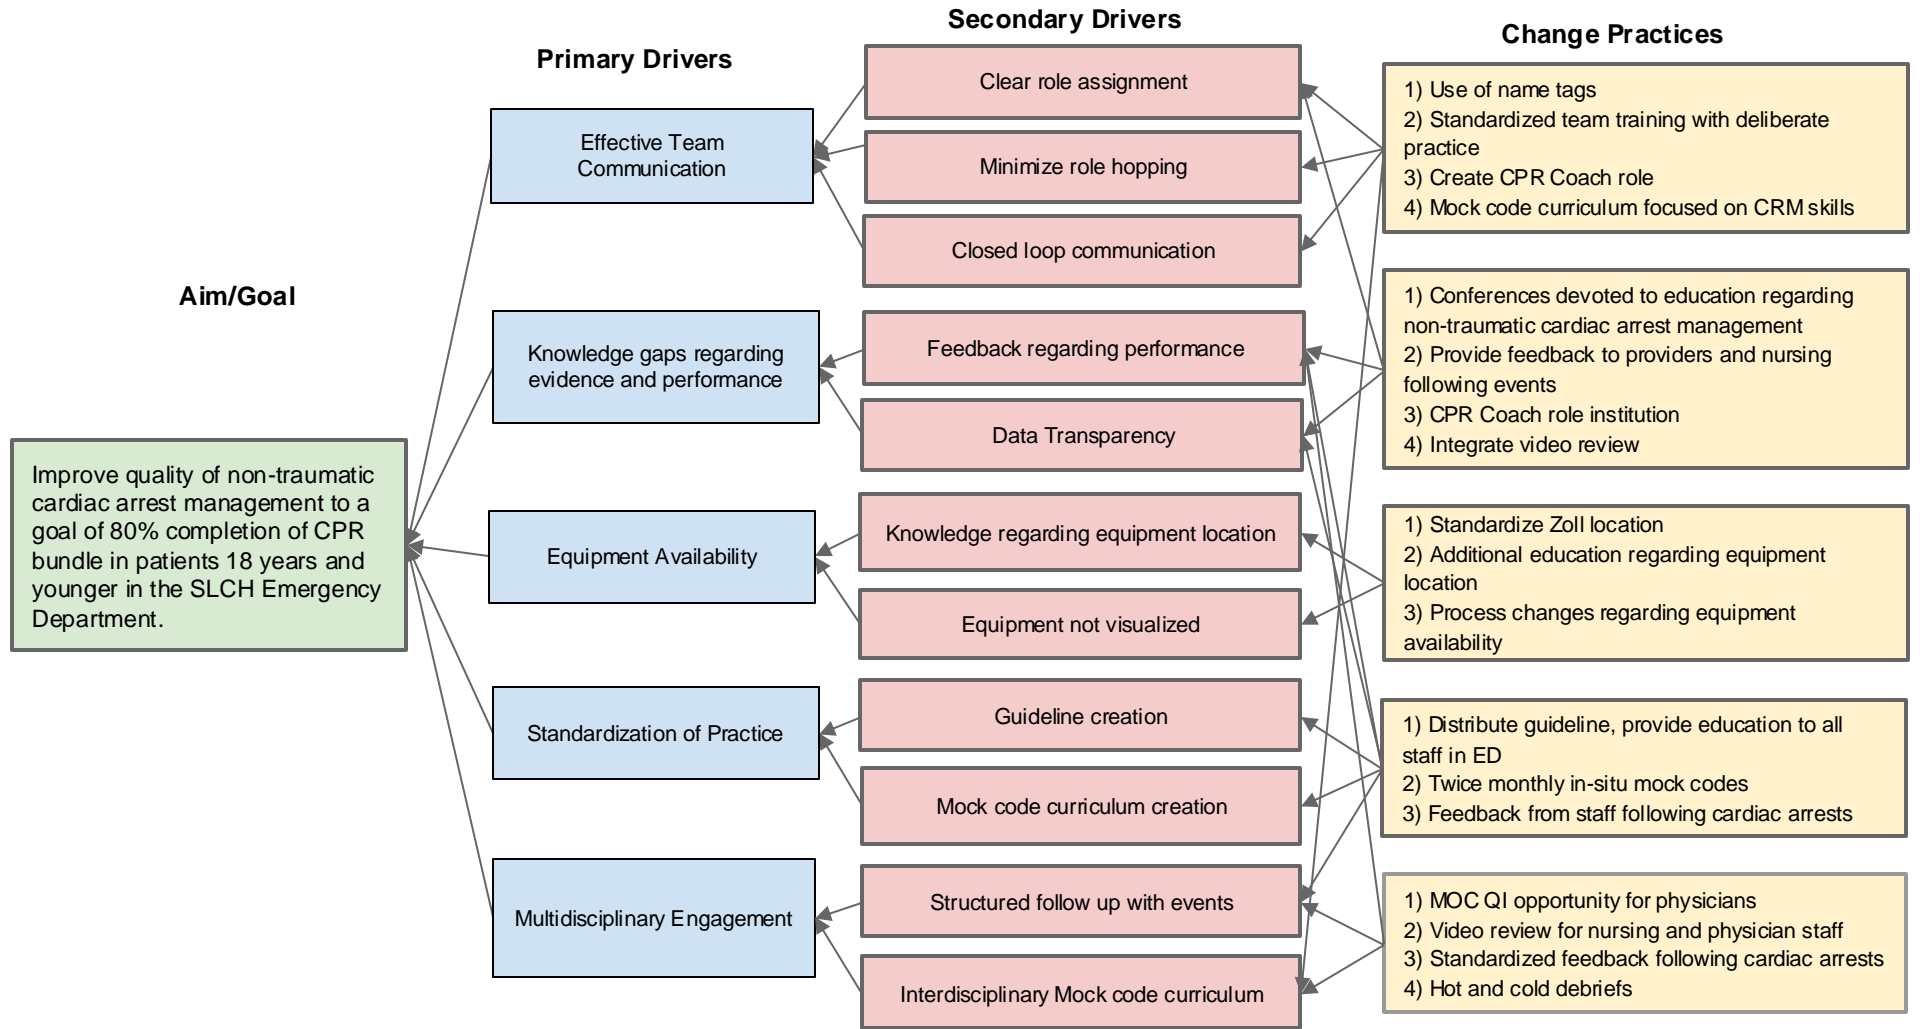 Secondary Drivers
Change Practices
Primary Drivers
Aim/Goal
Improve quality of non-traumatic
cardiac arrest management to a
goal of 80% completion of CPR
bundle in patients 18 years and
younger in the SLCH Emergency
Department.
Effective Team
Communication
Knowledge gaps regarding
evidence and performance
Equipment Availability
Standardization of Practice
Multidisciplinary Engagement
Clear role assignment
Minimize role hopping
Closed loop communication
Feedback regarding performance
Data Transparency
Knowledge regarding equipment location
Equipment not visualized
Guideline creation
Mock code curriculum creation
Structured follow up with events
Interdisciplinary Mock code curriculum
1) Use of name tags
2) Standardized team training with deliberate
practice
3) Create CPR Coach role
4) Mock code curriculum focused on CRM skills
1) Conferences devoted to education regarding
non-traumatic cardiac arrest management
2) Provide feedback to providers and nursing
following events
3) CPR Coach role institution
4) Integrate video review
1) Standardize Zoll location
2) Additional education regarding equipment
location
3) Process changes regarding equipment
availability
1) Distribute guideline, provide education to all
staff in ED
2) Twice monthly in-situ mock codes
3) Feedback from staff following cardiac arrests
1) MOC QI opportunity for physicians
2) Video review for nursing and physician staff
3) Standardized feedback following cardiac arrests
4) Hot and cold debriefs